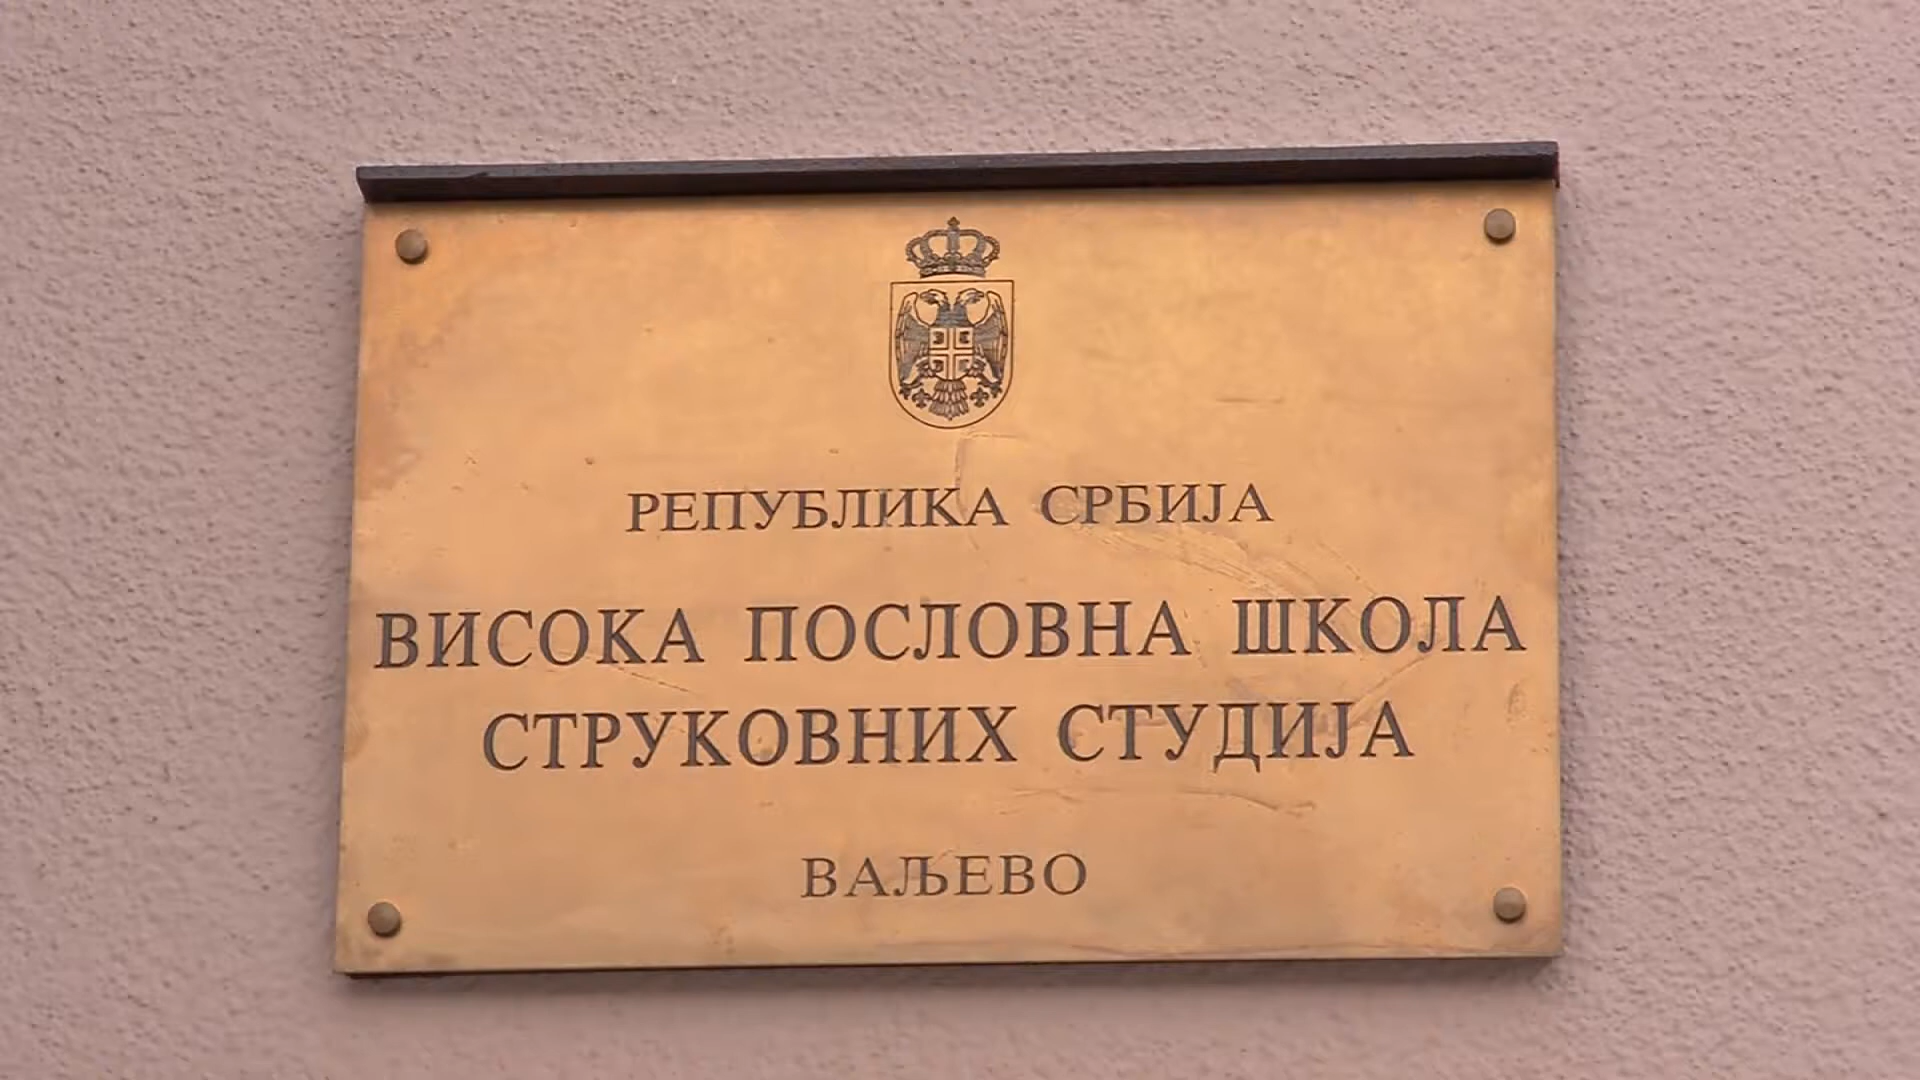 РЕПУБЛИКА СРБИЈА
ВИСОКА ПОСЛОВНА ШКОЛА
СТРУКОВНИХ СТУДИЈА
ВАЉЕВО